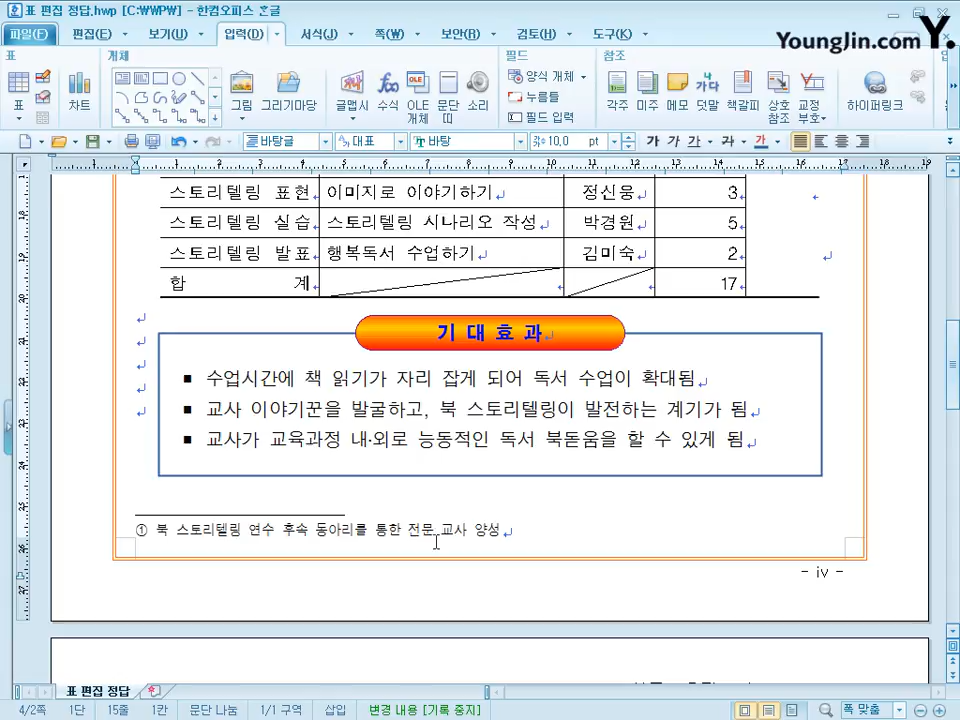 표 편집 정답.hwp [C:\WPW\] - 한컴오피스 한글
YoungJin.com Y.
파일(F) 편집(E) 보기(U) 입력(D) 서식(J) 쪽(W) 보안(R) 검토(H) 도구(K)
표 개체 필드 참조
표 차트 그림 그리기마당 글맵시 수식 OLE 개체 문단 띠 소리
양식 개체
누름틀
필드 입력
각주 미주 메모 덧말 책갈피 상호 참조 교정 부호 하이퍼링크
바탕글 대표 바탕 10.0 pt 가 가 가 가 가
스토리텔링 표현 이미지로 이야기하기 정신웅 3
스토리텔링 실습 스토리텔링 시나리오 작성 박경원 5
스토리텔링 발표 행복독서 수업하기 김미숙 2
합 계 17
기 대 효 과
■ 수업시간에 책 읽기가 자리 잡게 되어 독서 수업이 확대됨
■ 교사 이야기꾼을 발굴하고, 북 스토리텔링이 발전하는 계기가 됨
■ 교사가 교육과정 내·외로 능동적인 독서 북돋움을 할 수 있게 됨
① 북 스토리텔링 연수 후속 동아리를 통한 전문 교사 양성
- iv -
표 편집 정답
4/2쪽 1단 15줄 1칸 문단 나눔 1/1 구역 삽입 변경 내용 [기록 중지] 폭 맞춤